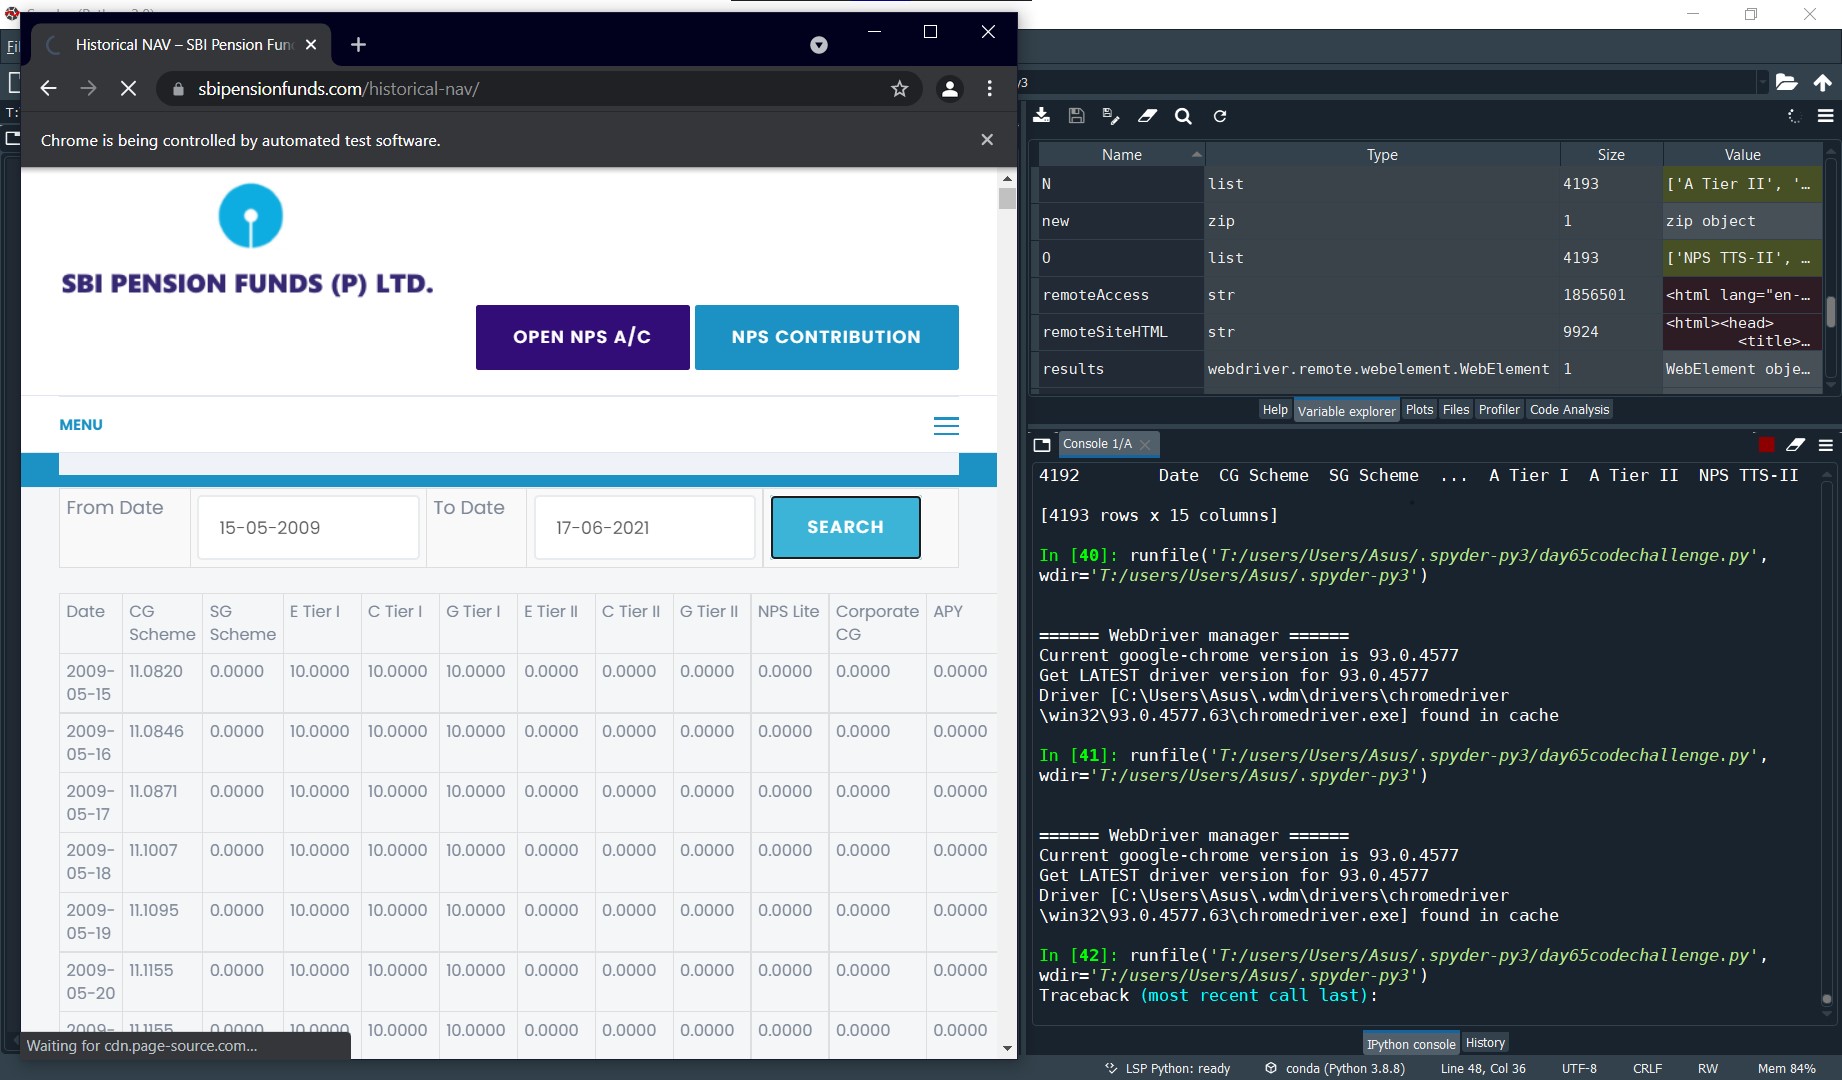 Historical NAV – SBI Pension Fun
sbipensionfunds.com/historical-nav/
Chrome is being controlled by automated test software.
SBI PENSION FUNDS (P) LTD.
OPEN NPS A/C
NPS CONTRIBUTION
MENU
From Date 15-05-2009 To Date 17-06-2021 SEARCH
Date CG Scheme SG Scheme E Tier I C Tier I G Tier I E Tier II C Tier II G Tier II NPS Lite Corporate CG APY
2009-05-15 11.0820 0.0000 10.0000 10.0000 10.0000 0.0000 0.0000 0.0000 0.0000 0.0000 0.0000
2009-05-16 11.0846 0.0000 10.0000 10.0000 10.0000 0.0000 0.0000 0.0000 0.0000 0.0000 0.0000
2009-05-17 11.0871 0.0000 10.0000 10.0000 10.0000 0.0000 0.0000 0.0000 0.0000 0.0000 0.0000
2009-05-18 11.1007 0.0000 10.0000 10.0000 10.0000 0.0000 0.0000 0.0000 0.0000 0.0000 0.0000
2009-05-19 11.1095 0.0000 10.0000 10.0000 10.0000 0.0000 0.0000 0.0000 0.0000 0.0000 0.0000
2009-05-20 11.1155 0.0000 10.0000 10.0000 10.0000 0.0000 0.0000 0.0000 0.0000 0.0000 0.0000
2009- 11.1155 0.0000 10.0000 10.0000 10.0000 0.0000 0.0000 0.0000 0.0000 0.0000 0.0000
Waiting for cdn.page-source.com...
Name Type Size Value
N list 4193 ['A Tier II', '...
new zip 1 zip object
O list 4193 ['NPS TTS-II', ...
remoteAccess str 1856501 <html lang="en-...
remoteSiteHTML str 9924 <html><head>
<title>...
results webdriver.remote.webelement.WebElement 1 WebElement obje...
Help Variable explorer Plots Files Profiler Code Analysis
Console 1/A
4192 Date CG Scheme SG Scheme ... A Tier I A Tier II NPS TTS-II
[4193 rows x 15 columns]
In [40]: runfile('T:/users/Users/Asus/.spyder-py3/day65codechallenge.py',
wdir='T:/users/Users/Asus/.spyder-py3')
====== WebDriver manager ======
Current google-chrome version is 93.0.4577
Get LATEST driver version for 93.0.4577
Driver [C:\Users\Asus\.wdm\drivers\chromedriver
\win32\93.0.4577.63\chromedriver.exe] found in cache
In [41]: runfile('T:/users/Users/Asus/.spyder-py3/day65codechallenge.py',
wdir='T:/users/Users/Asus/.spyder-py3')
====== WebDriver manager ======
Current google-chrome version is 93.0.4577
Get LATEST driver version for 93.0.4577
Driver [C:\Users\Asus\.wdm\drivers\chromedriver
\win32\93.0.4577.63\chromedriver.exe] found in cache
In [42]: runfile('T:/users/Users/Asus/.spyder-py3/day65codechallenge.py',
wdir='T:/users/Users/Asus/.spyder-py3')
Traceback (most recent call last):
IPython console History
LSP Python: ready conda (Python 3.8.8) Line 48, Col 36 UTF-8 CRLF RW Mem 84%